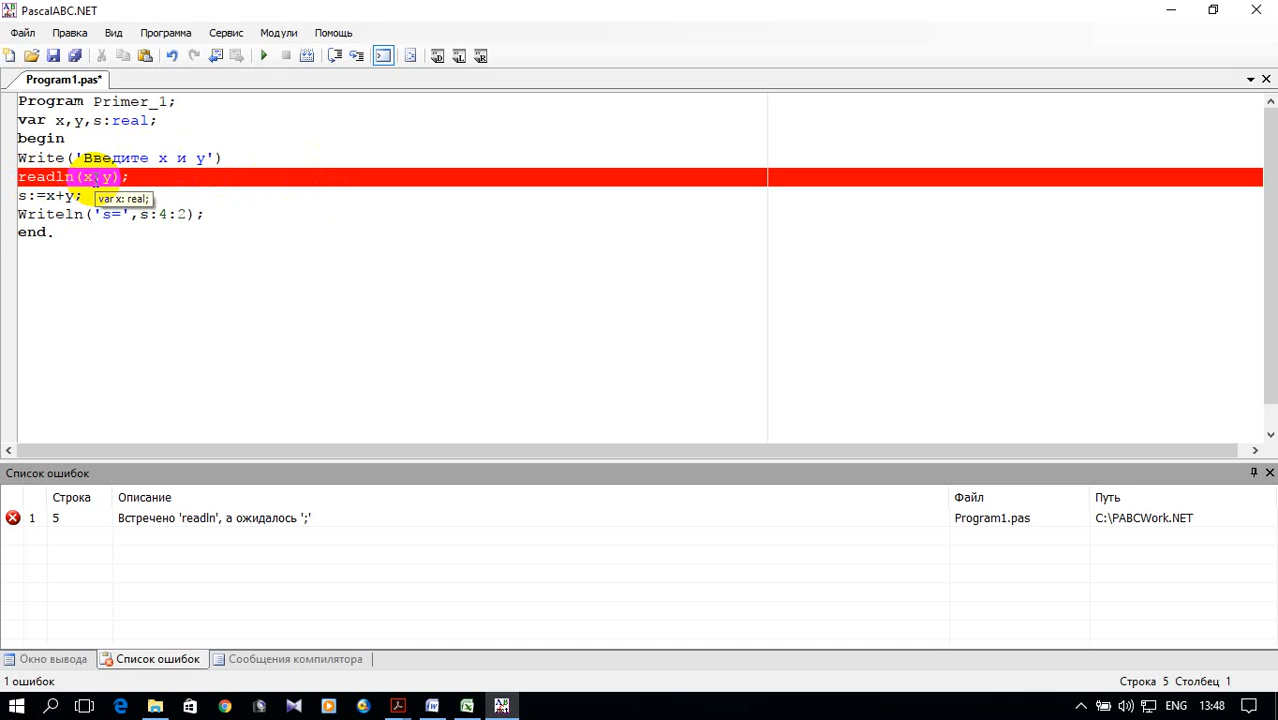 PascalABC.NET
Файл Правка Вид Программа Сервис Модули Помощь
Program1.pas*
Program Primer_1;
var x,y,s:real;
begin
Write('Введите x и y')
readln(x,y);
s:=x+y;
var x: real;
Writeln('s=',s:4:2);
end.
Список ошибок
Строка Описание Файл Путь
1 5 Встречено 'readln', а ожидалось ';' Program1.pas C:\PABCWork.NET
Окно вывода Список ошибок Сообщения компилятора
1 ошибок Строка 5 Столбец 1
ENG 13:48